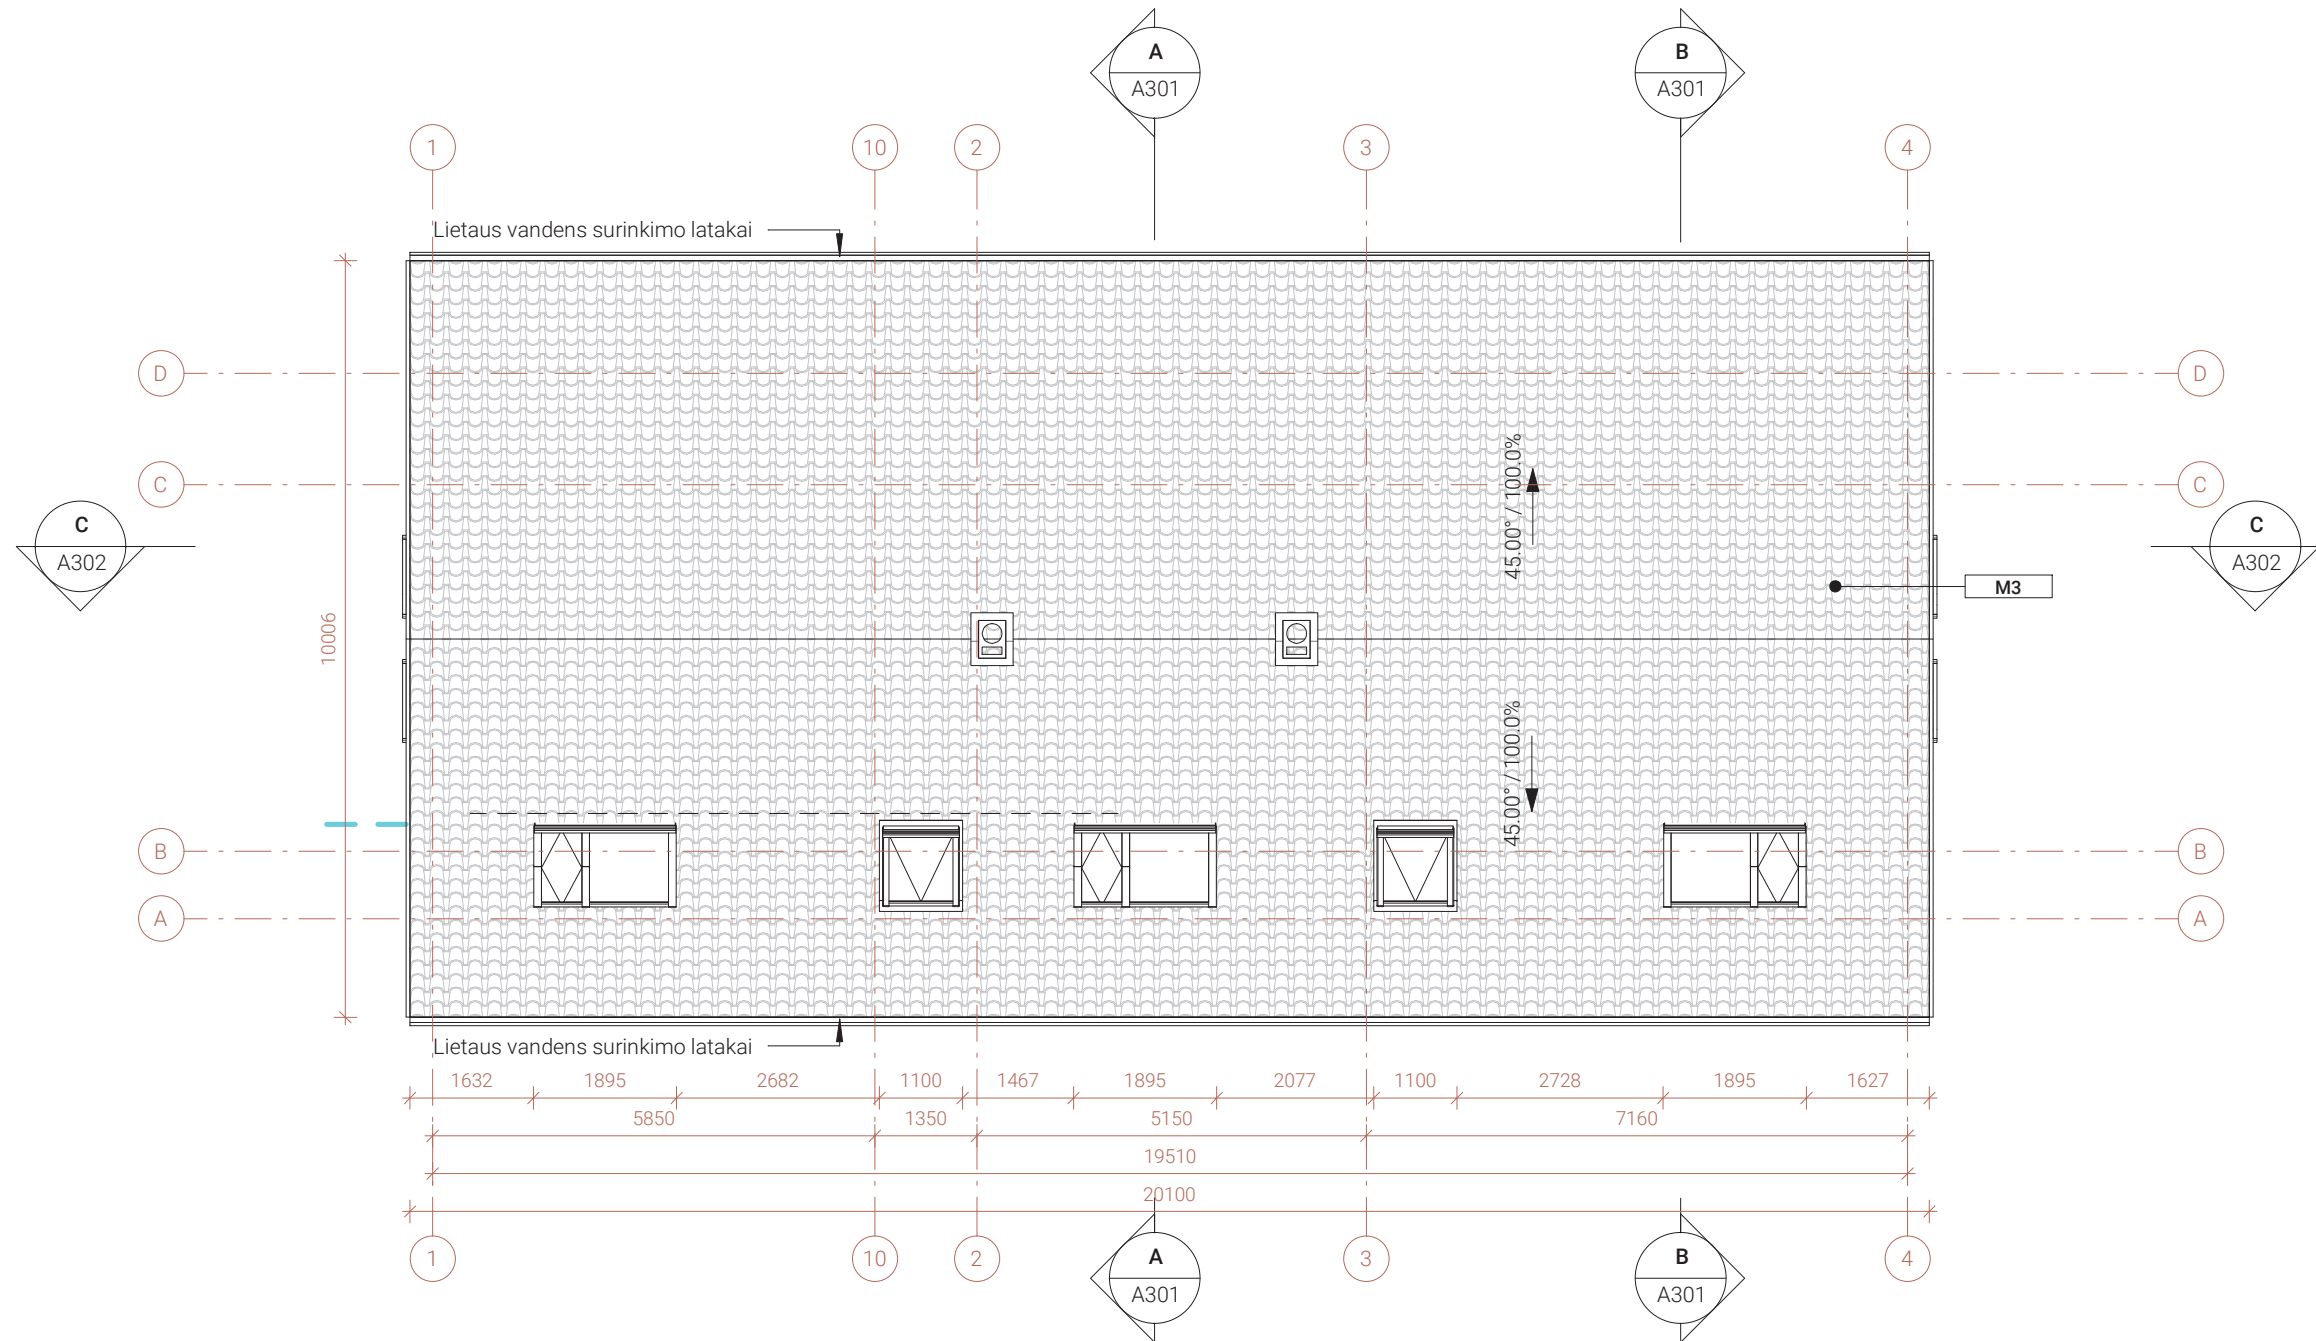 A
A301
B
A301
1
10
2
3
4
Lietaus vandens surinkimo latakai
D
D
C
C
C
A302
C
A302
45.00° / 100.0%
M3
10006
45.00° / 100.0%
B
B
A
A
Lietaus vandens surinkimo latakai
1632 1895 2682 1100 1467 1895 2077 1100 2728 1895 1627
5850 1350 5150 7160
19510
20100
1
10
2
A
A301
3
B
A301
4